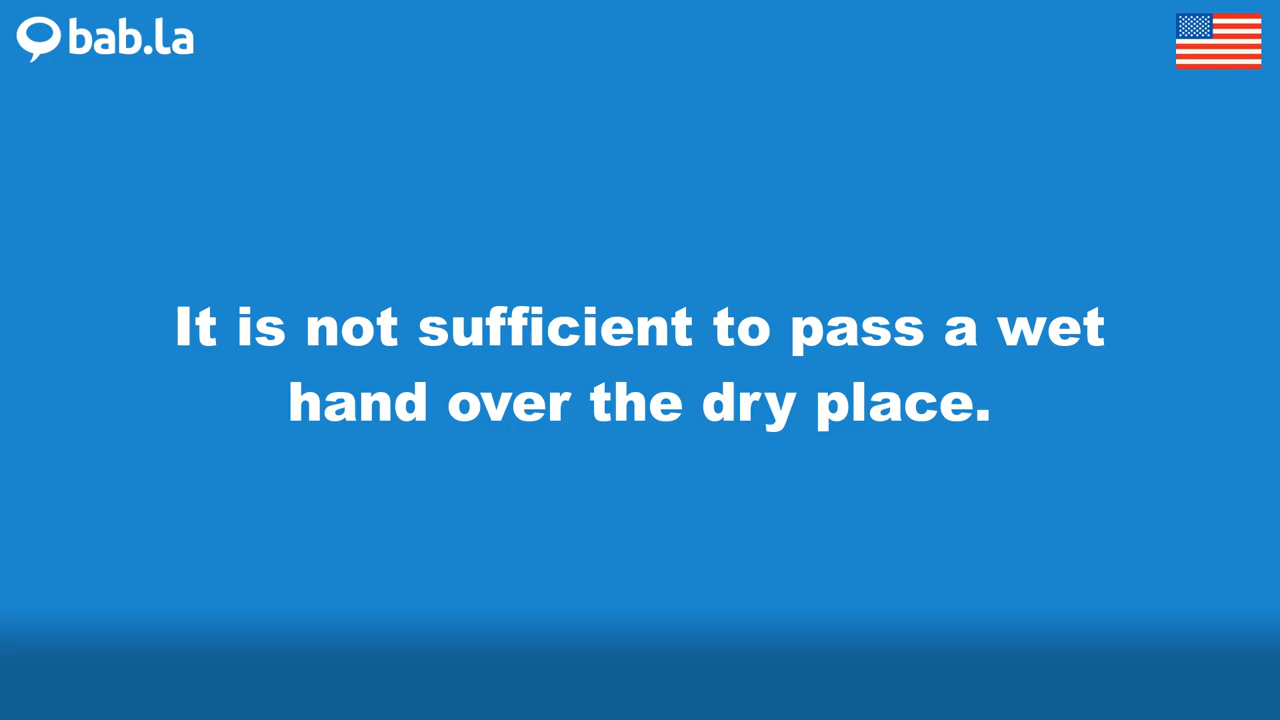 bab.la
It is not sufficient to pass a wet
hand over the dry place.